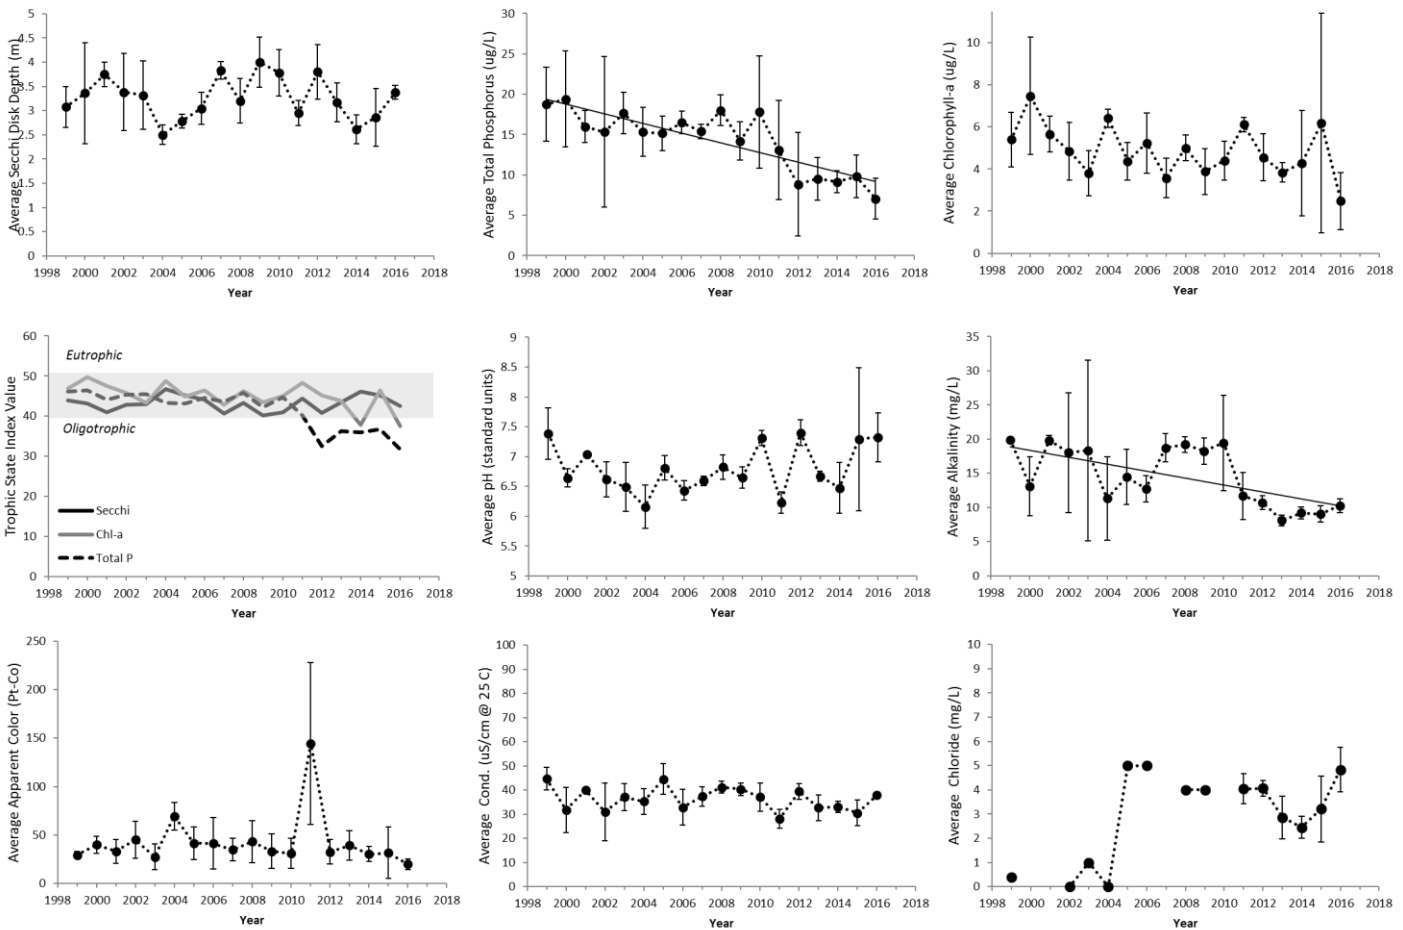 Average Secchi Disk Depth (m)
5
4.5
4
3.5
3
2.5
2
1.5
1
0.5
0
1998 2000 2002 2004 2006 2008 2010 2012 2014 2016 2018
Year
Average Total Phosphorus (ug/L)
30
25
20
15
10
5
0
1998 2000 2002 2004 2006 2008 2010 2012 2014 2016 2018
Year
Average Chlorophyll-a (ug/L)
10
8
6
4
2
0
1998 2000 2002 2004 2006 2008 2010 2012 2014 2016 2018
Year
Trophic State Index Value
60
50
40
30
20
10
0
Eutrophic
Oligotrophic
Secchi
Chl-a
Total P
1998 2000 2002 2004 2006 2008 2010 2012 2014 2016 2018
Year
Average pH (standard units)
9
8.5
8
7.5
7
6.5
6
5.5
5
1998 2000 2002 2004 2006 2008 2010 2012 2014 2016 2018
Year
Average Alkalinity (mg/L)
35
30
25
20
15
10
5
0
1998 2000 2002 2004 2006 2008 2010 2012 2014 2016 2018
Year
Average Apparent Color (Pt-Co)
250
200
150
100
50
0
1998 2000 2002 2004 2006 2008 2010 2012 2014 2016 2018
Year
Average Cond. (uS/cm @ 25 C)
100
90
80
70
60
50
40
30
20
10
0
1998 2000 2002 2004 2006 2008 2010 2012 2014 2016 2018
Year
Average Chloride (mg/L)
10
9
8
7
6
5
4
3
2
1
0
1998 2000 2002 2004 2006 2008 2010 2012 2014 2016 2018
Year